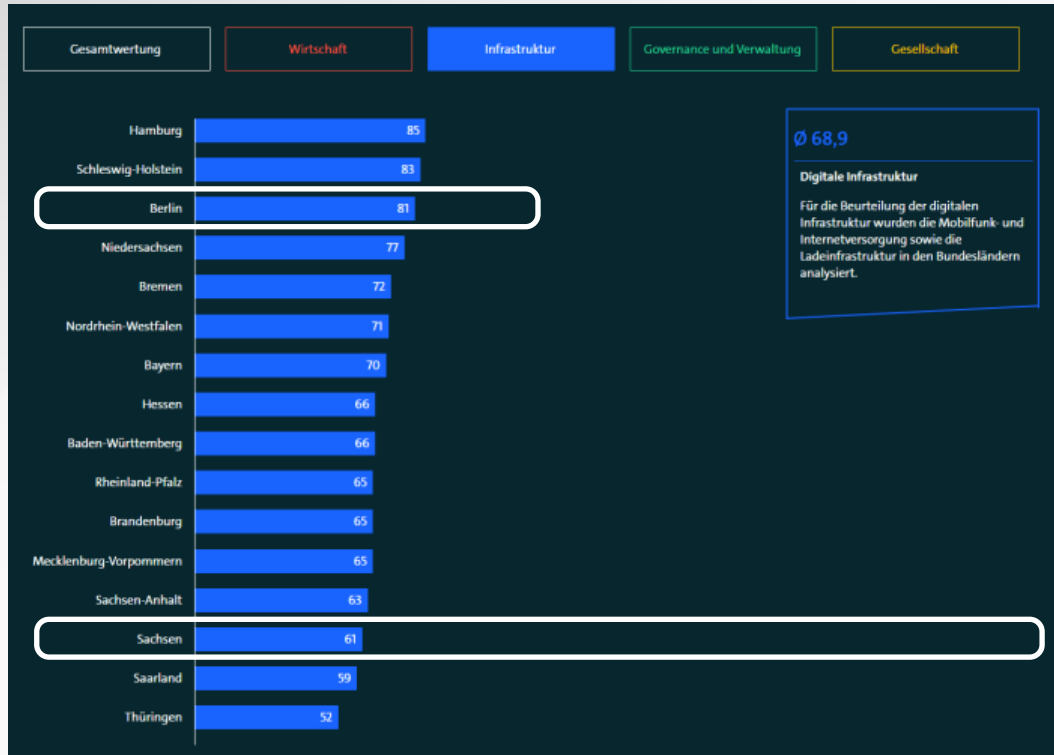 Gesamtwertung
Wirtschaft
Infrastruktur
Governance und Verwaltung
Gesellschaft
Hamburg 85
Schleswig-Holstein 83
Berlin 81
Niedersachsen 77
Bremen 72
Nordrhein-Westfalen 71
Bayern 70
Hessen 66
Baden-Württemberg 66
Rheinland-Pfalz 65
Brandenburg 65
Mecklenburg-Vorpommern 65
Sachsen-Anhalt 63
Sachsen 61
Saarland 59
Thüringen 52
Ø 68,9
Digitale Infrastruktur
Für die Beurteilung der digitalen
Infrastruktur wurden die Mobilfunk- und
Internetversorgung sowie die
Ladeinfrastruktur in den Bundesländern
analysiert.